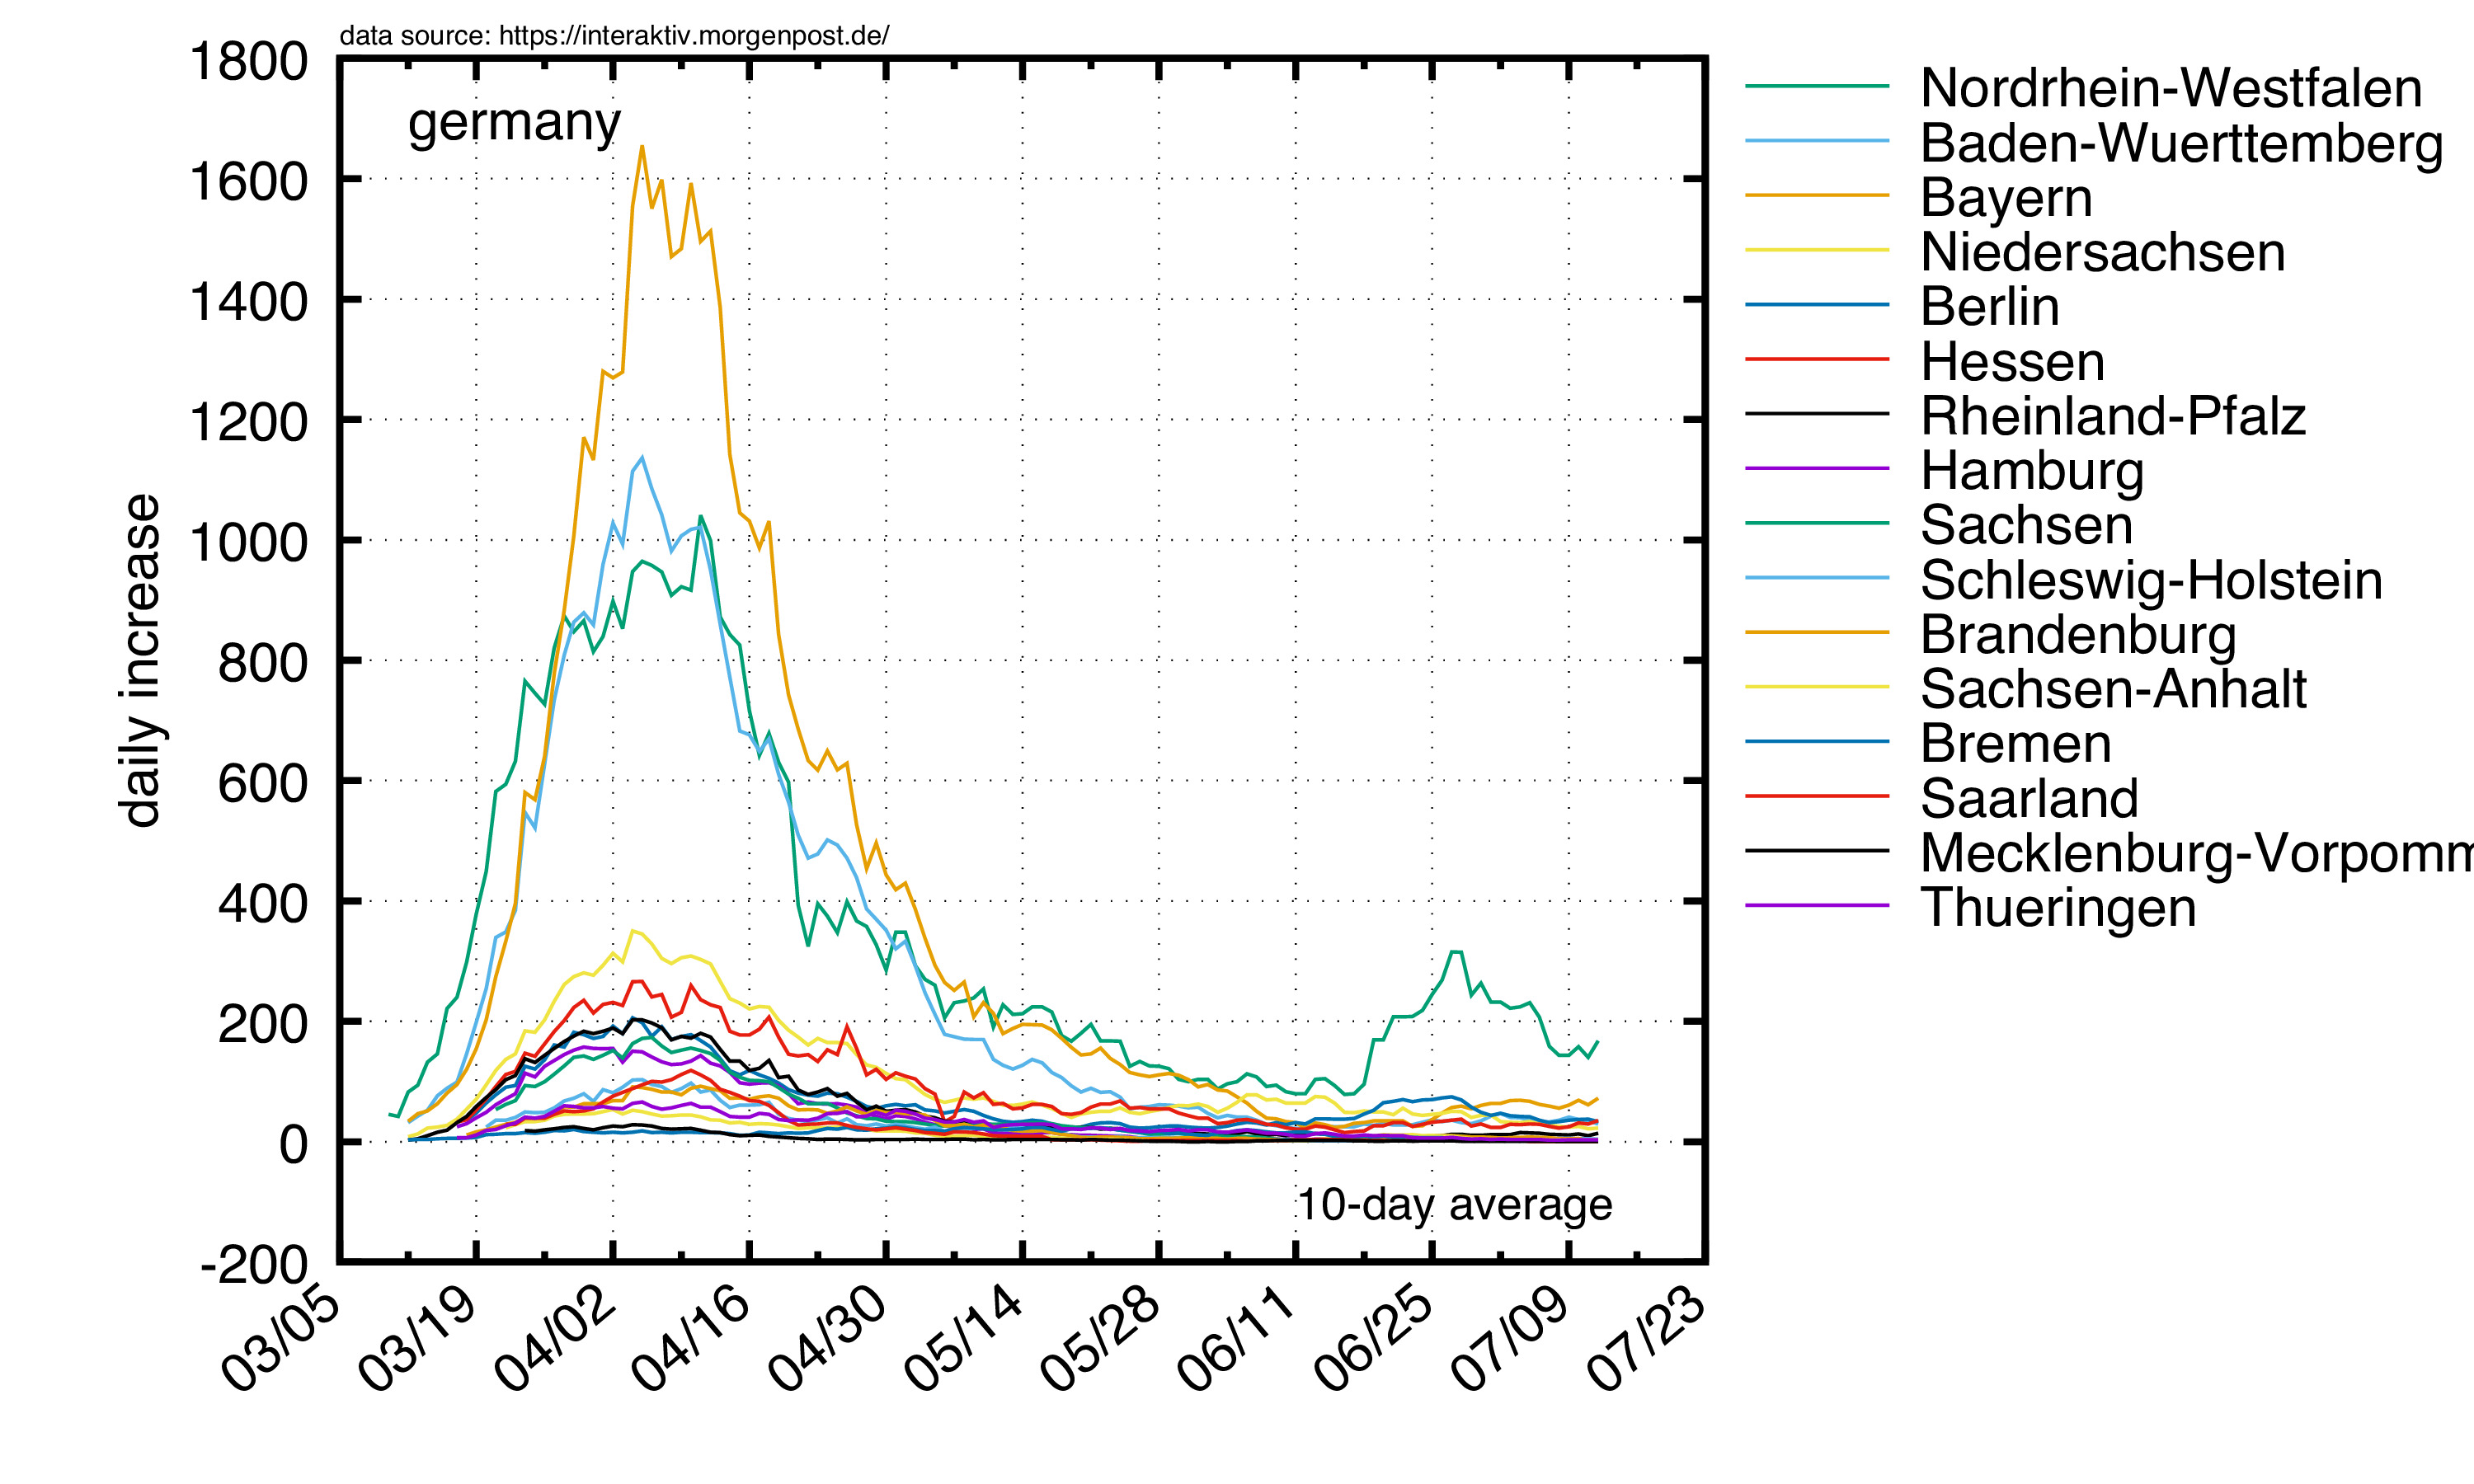 data source: https://interaktiv.morgenpost.de/
germany
daily increase
1800
1600
1400
1200
1000
800
600
400
200
0
-200
10-day average
03/05
03/19
04/02
04/16
04/30
05/14
05/28
06/11
06/25
07/09
07/23
Nordrhein-Westfalen
Baden-Wuerttemberg
Bayern
Niedersachsen
Berlin
Hessen
Rheinland-Pfalz
Hamburg
Sachsen
Schleswig-Holstein
Brandenburg
Sachsen-Anhalt
Bremen
Saarland
Mecklenburg-Vorpomm
Thueringen